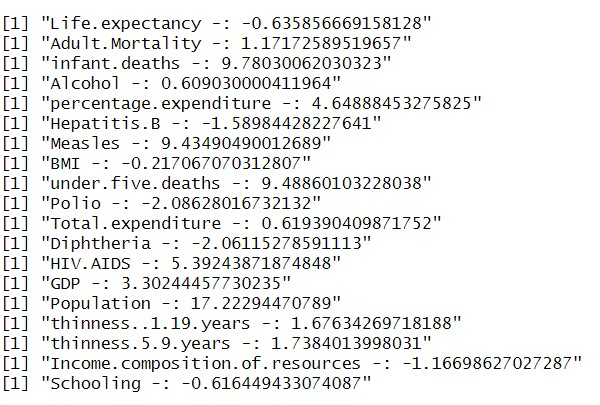 [1] "Life.expectancy -: -0.635856669158128"
[1] "Adult.Mortality -: 1.17172589519657"
[1] "infant.deaths -: 9.78030062030323"
[1] "Alcohol -: 0.609030000411964"
[1] "percentage.expenditure -: 4.64888453275825"
[1] "Hepatitis.B -: -1.58984428227641"
[1] "Measles -: 9.43490490012689"
[1] "BMI -: -0.217067070312807"
[1] "under.five.deaths -: 9.48860103228038"
[1] "Polio -: -2.08628016732132"
[1] "Total.expenditure -: 0.619390409871752"
[1] "Diphtheria -: -2.06115278591113"
[1] "HIV.AIDS -: 5.39243871874848"
[1] "GDP -: 3.30244457730235"
[1] "Population -: 17.22294470789"
[1] "thinness..1.19.years -: 1.67634269718188"
[1] "thinness.5.9.years -: 1.7384013998031"
[1] "Income.composition.of.resources -: -1.16698627027287"
[1] "Schooling -: -0.616449433074087"